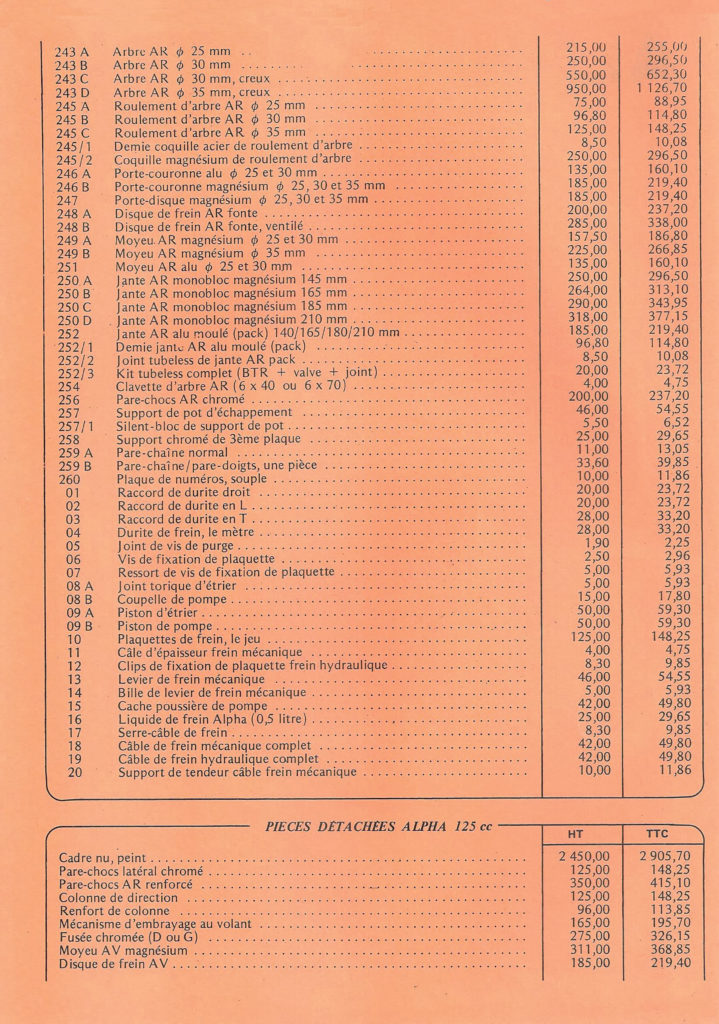 243 A Arbre AR ϕ 25 mm 215,00 255,00
243 B Arbre AR ϕ 30 mm 250,00 296,50
243 C Arbre AR ϕ 30 mm, creux 550,00 652,30
243 D Arbre AR ϕ 35 mm, creux 950,00 1 126,70
245 A Roulement d'arbre AR ϕ 25 mm 75,00 88,95
245 B Roulement d'arbre AR ϕ 30 mm 96,80 114,80
245 C Roulement d'arbre AR ϕ 35 mm 125,00 148,25
245/1 Demie coquille acier de roulement d'arbre 8,50 10,08
245/2 Coquille magnésium de roulement d'arbre 250,00 296,50
246 A Porte-couronne alu ϕ 25 et 30 mm 135,00 160,10
246 B Porte-couronne magnésium ϕ 25, 30 et 35 mm 185,00 219,40
247 Porte-disque magnésium ϕ 25, 30 et 35 mm 185,00 219,40
248 A Disque de frein AR fonte 200,00 237,20
248 B Disque de frein AR fonte, ventilé 285,00 338,00
249 A Moyeu AR magnésium ϕ 25 et 30 mm 157,50 186,80
249 B Moyeu AR magnésium ϕ 35 mm 225,00 266,85
251 Moyeu AR alu ϕ 25 et 30 mm 135,00 160,10
250 A Jante AR monobloc magnésium 145 mm 250,00 296,50
250 B Jante AR monobloc magnésium 165 mm 264,00 313,10
250 C Jante AR monobloc magnésium 185 mm 290,00 343,95
250 D Jante AR monobloc magnésium 210 mm 318,00 377,15
252 Jante AR alu moulé (pack) 140/165/180/210 mm 185,00 219,40
252/1 Demie jante AR alu moulé (pack) 96,80 114,80
252/2 Joint tubeless de jante AR pack 8,50 10,08
252/3 Kit tubeless complet (BTR + valve + joint) 20,00 23,72
254 Clavette d'arbre AR (6 x 40 ou 6 x 70) 4,00 4,75
256 Pare-chocs AR chromé 200,00 237,20
257 Support de pot d'échappement 46,00 54,55
257/1 Silent-bloc de support de pot 5,50 6,52
258 Support chromé de 3ème plaque 25,00 29,65
259 A Pare-chaîne normal 11,00 13,05
259 B Pare-chaîne/pare-doigts, une pièce 33,60 39,85
260 Plaque de numéros, souple 10,00 11,86
01 Raccord de durite droit 20,00 23,72
02 Raccord de durite en L 20,00 23,72
03 Raccord de durite en T 28,00 33,20
04 Durite de frein, le mètre 28,00 33,20
05 Joint de vis de purge 1,90 2,25
06 Vis de fixation de plaquette 2,50 2,96
07 Ressort de vis de fixation de plaquette 5,00 5,93
08 A Joint torique d'étrier 5,00 5,93
08 B Coupelle de pompe 15,00 17,80
09 A Piston d'étrier 50,00 59,30
09 B Piston de pompe 50,00 59,30
10 Plaquettes de frein, le jeu 125,00 148,25
11 Câle d'épaisseur frein mécanique 4,00 4,75
12 Clips de fixation de plaquette frein hydraulique 8,30 9,85
13 Levier de frein mécanique 46,00 54,55
14 Bille de levier de frein mécanique 5,00 5,93
15 Cache poussière de pompe 42,00 49,80
16 Liquide de frein Alpha (0,5 litre) 25,00 29,65
17 Serre-câble de frein 8,30 9,85
18 Câble de frein mécanique complet 42,00 49,80
19 Câble de frein hydraulique complet 42,00 49,80
20 Support de tendeur câble frein mécanique 10,00 11,86
PIECES DÉTACHÉES ALPHA 125 cc
HT TTC
Cadre nu, peint 2 450,00 2 905,70
Pare-chocs latéral chromé 125,00 148,25
Pare-chocs AR renforcé 350,00 415,10
Colonne de direction 125,00 148,25
Renfort de colonne 96,00 113,85
Mécanisme d'embrayage au volant 165,00 195,70
Fusée chromée (D ou G) 275,00 326,15
Moyeu AV magnésium 311,00 368,85
Disque de frein AV 185,00 219,40